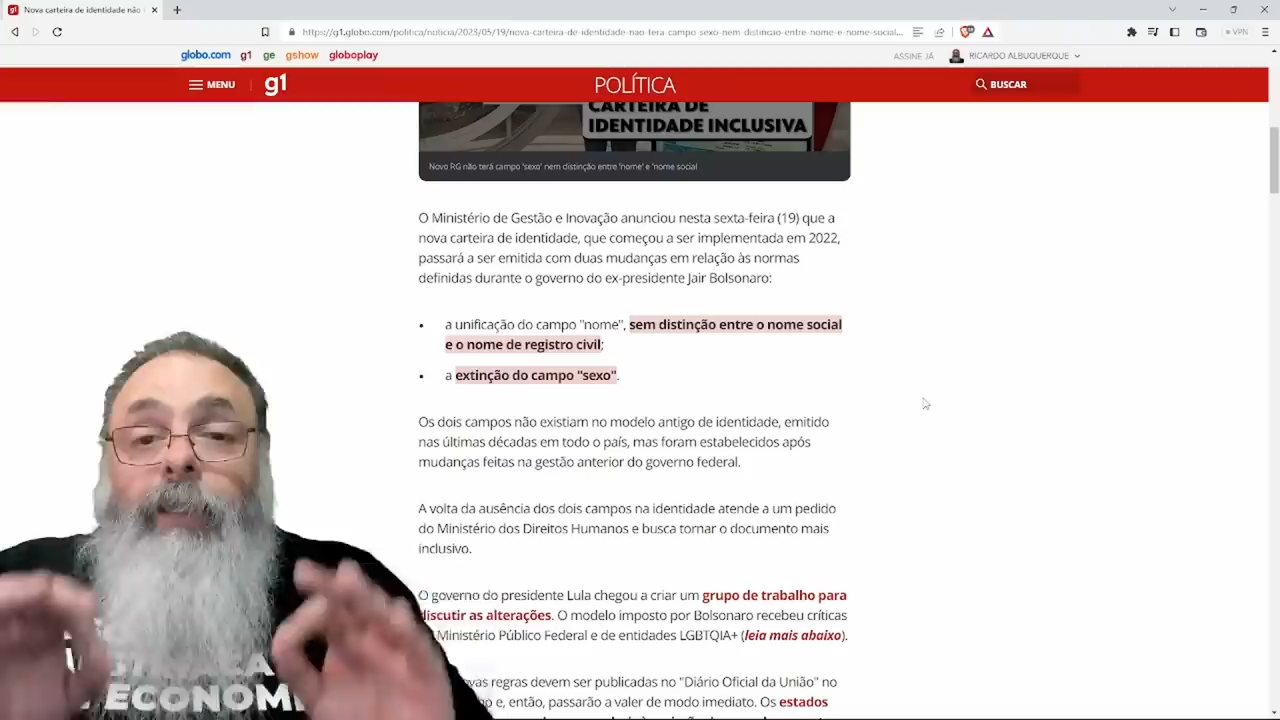 Nova carteira de identidade não
https://g1.globo.com/politica/noticia/2023/05/19/nova-carteira-de-identidade-nao-tera-campo-sexo-nem-distincao-entre-nome-e-nome-social...
VPN
globo.com g1 ge gshow globoplay
ASSINE JÁ RICARDO ALBUQUERQUE
MENU g1 POLÍTICA BUSCAR
CARTEIRA DE
IDENTIDADE INCLUSIVA
Novo RG não terá campo 'sexo' nem distinção entre 'nome' e 'nome social
O Ministério de Gestão e Inovação anunciou nesta sexta-feira (19) que a
nova carteira de identidade, que começou a ser implementada em 2022,
passará a ser emitida com duas mudanças em relação às normas
definidas durante o governo do ex-presidente Jair Bolsonaro:
• a unificação do campo "nome", sem distinção entre o nome social
e o nome de registro civil;
• a extinção do campo "sexo".
Os dois campos não existiam no modelo antigo de identidade, emitido
nas últimas décadas em todo o país, mas foram estabelecidos após
mudanças feitas na gestão anterior do governo federal.
A volta da ausência dos dois campos na identidade atende a um pedido
do Ministério dos Direitos Humanos e busca tornar o documento mais
inclusivo.
O governo do presidente Lula chegou a criar um grupo de trabalho para
discutir as alterações. O modelo imposto por Bolsonaro recebeu críticas
Ministério Público Federal e de entidades LGBTQIA+ (leia mais abaixo).
vas regras devem ser publicadas no "Diário Oficial da União" no
e, então, passarão a valer de modo imediato. Os estados
ECONOM